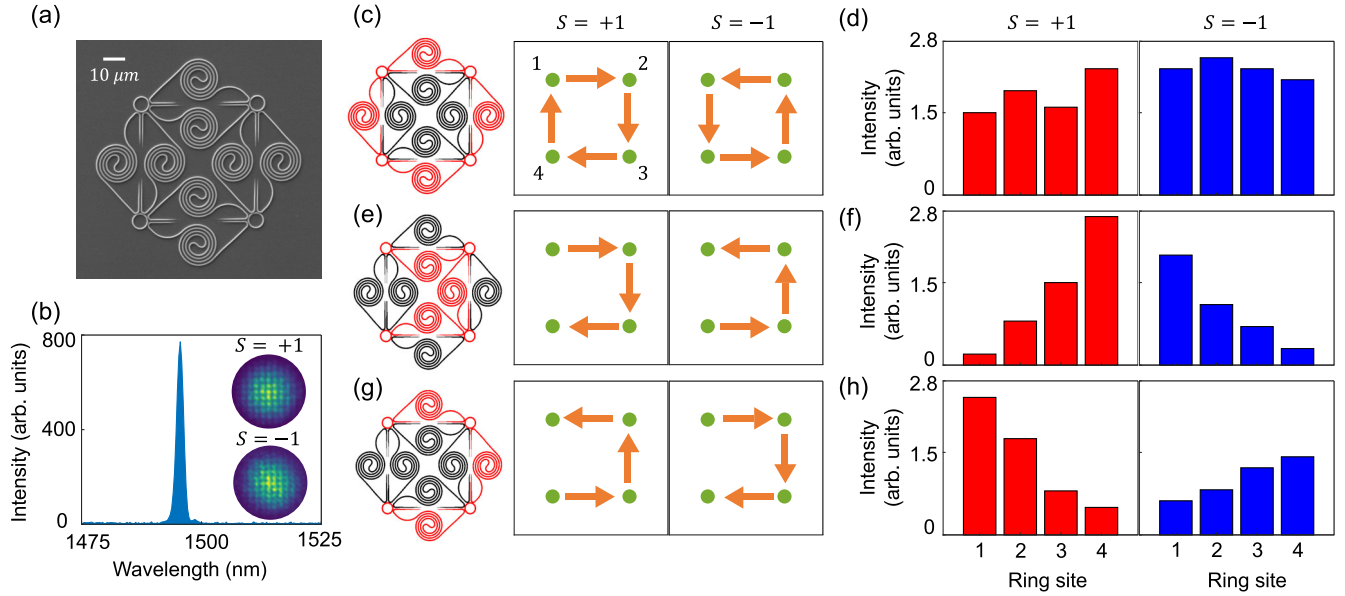 (a)
10 μm
(b)
800
400
0
Intensity (arb. units)
S = +1
S = −1
1475
1500
1525
Wavelength (nm)
(c)
S = +1
S = −1
1
2
4
3
(d)
S = +1
S = −1
Intensity
(arb. units)
2.8
1.5
0
(e)
(f)
Intensity
(arb. units)
2.8
1.5
0
(g)
(h)
Intensity
(arb. units)
2.8
1.5
0
1 2 3 4
1 2 3 4
Ring site
Ring site